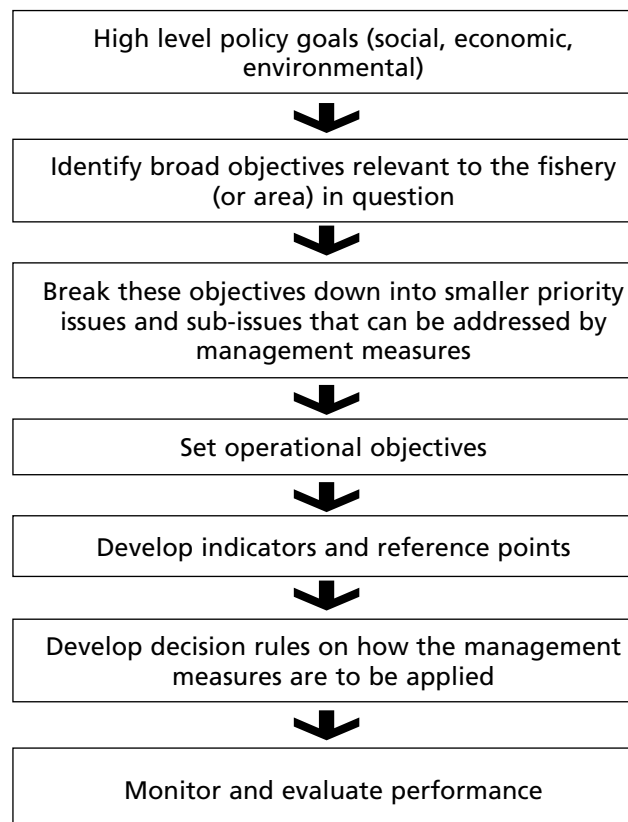 High level policy goals (social, economic,
environmental)
Identify broad objectives relevant to the fishery
(or area) in question
Break these objectives down into smaller priority
issues and sub-issues that can be addressed by
management measures
Set operational objectives
Develop indicators and reference points
Develop decision rules on how the management
measures are to be applied
Monitor and evaluate performance